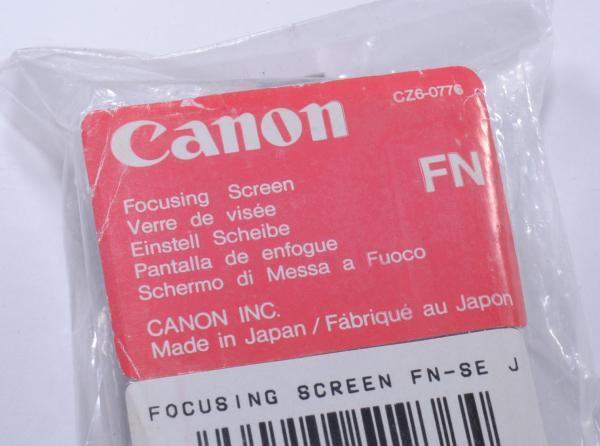 Canon
CZ6-0776
FN
Focusing Screen
Verre de visée
Einstell Scheibe
Pantalla de enfogue
Schermo di Messa a Fuoco
CANON INC.
Made in Japan / Fabriqué au Japon
FOCUSING SCREEN FN-SE J